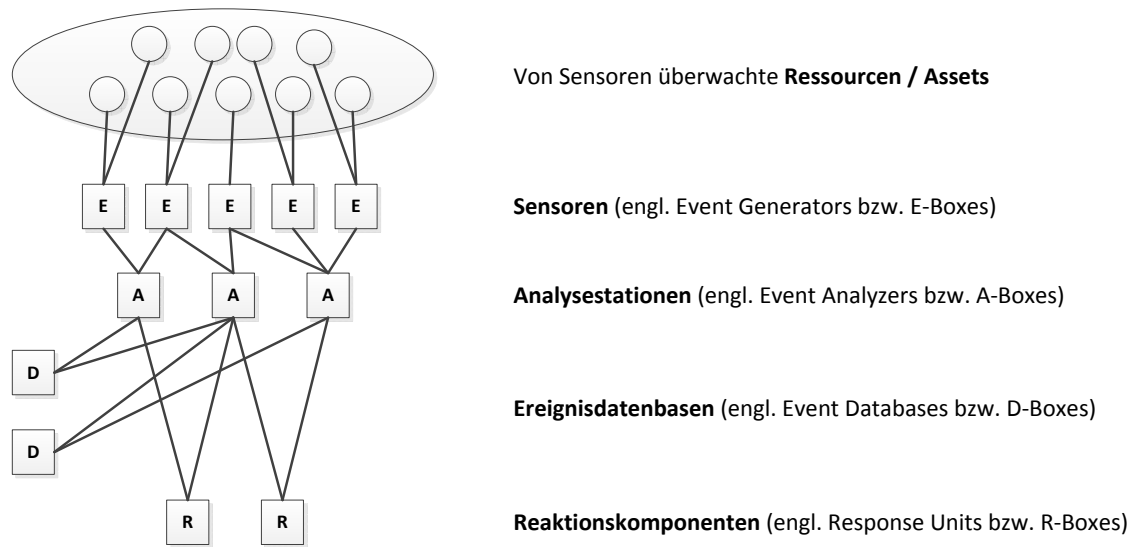 Von Sensoren überwachte Ressourcen / Assets
E E E E E
Sensoren (engl. Event Generators bzw. E-Boxes)
A A A
Analysestationen (engl. Event Analyzers bzw. A-Boxes)
D
Ereignisdatenbasen (engl. Event Databases bzw. D-Boxes)
D
R R
Reaktionskomponenten (engl. Response Units bzw. R-Boxes)